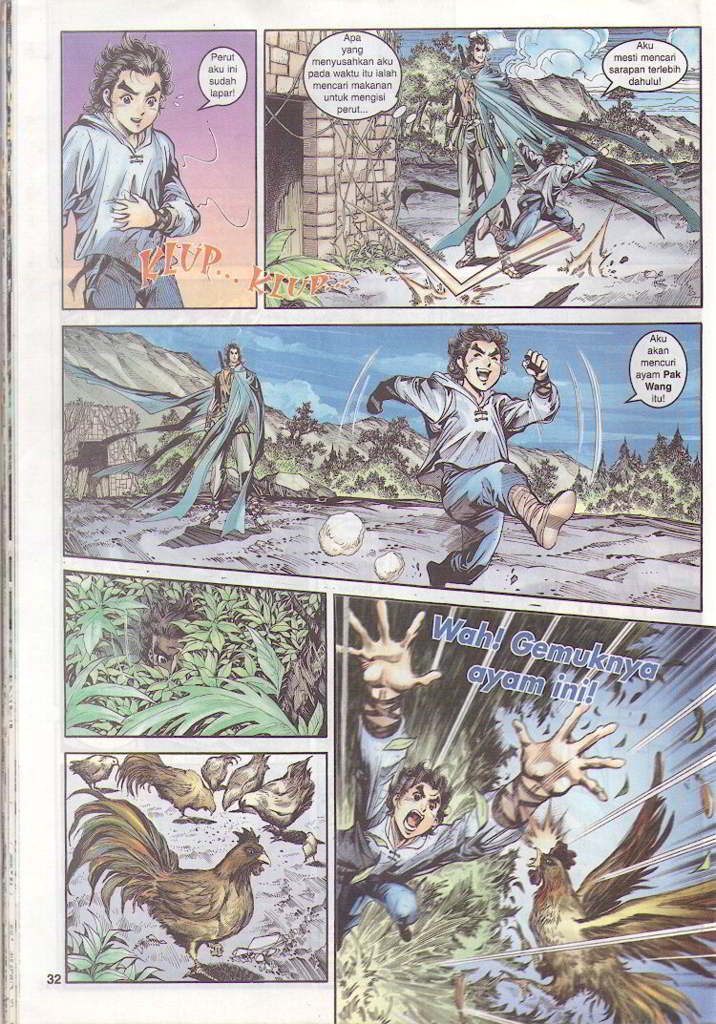 Perut
aku ini
sudah
lapar!
KLUP... KLUP...
Apa
yang
menyusahkan aku
pada waktu itu ialah
mencari makanan
untuk mengisi
perut...
Aku
mesti mencari
sarapan terlebih
dahulu!
Aku
akan
mencuri
ayam Pak
Wang
itu!
Wah! Gemuknya
ayam ini!
32